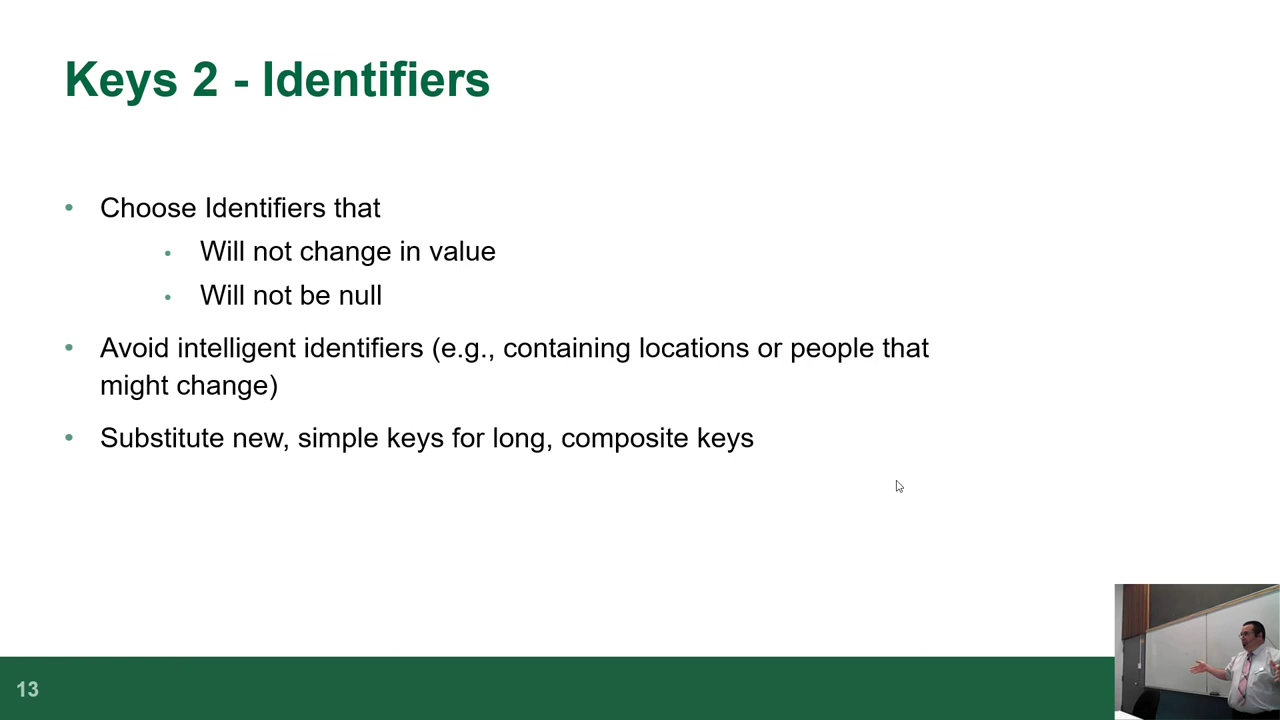 Keys 2 - Identifiers
• Choose Identifiers that
• Will not change in value
• Will not be null
• Avoid intelligent identifiers (e.g., containing locations or people that
might change)
• Substitute new, simple keys for long, composite keys
13